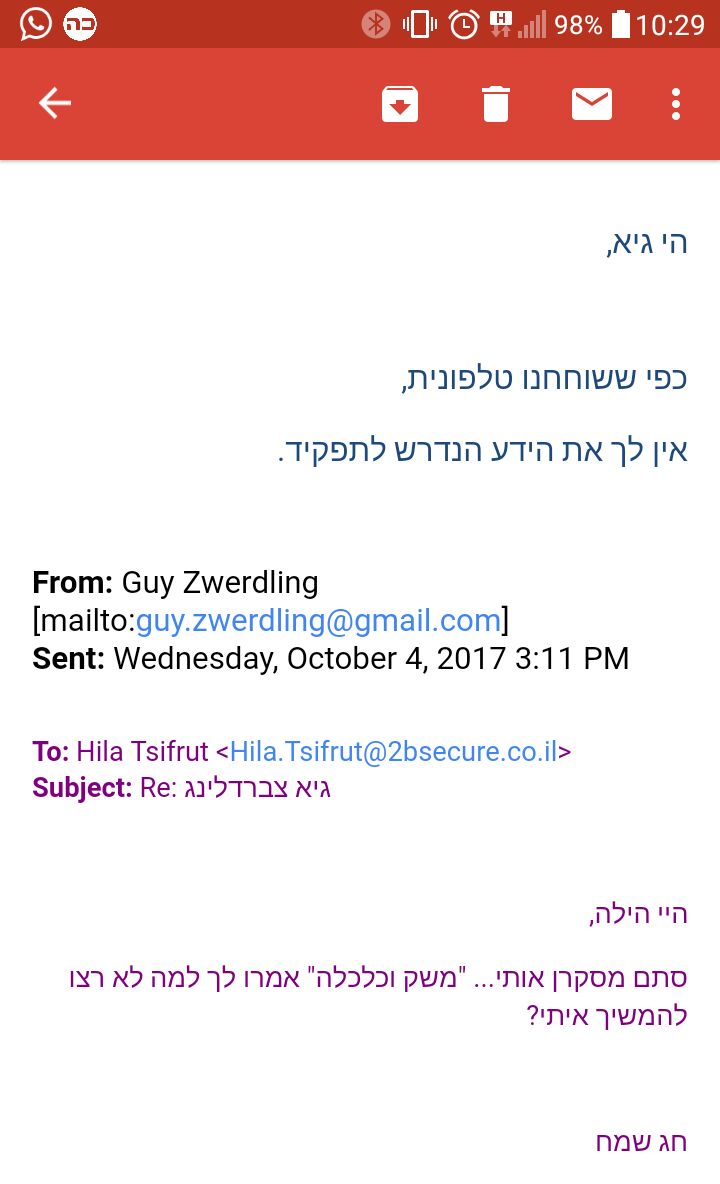 כה
H
98%
10:29
הי גיא,
כפי ששוחחנו טלפונית,
אין לך את הידע הנדרש לתפקיד.
From: Guy Zwerdling
[mailto:guy.zwerdling@gmail.com]
Sent: Wednesday, October 4, 2017 3:11 PM
To: Hila Tsifrut <Hila.Tsifrut@2bsecure.co.il>
Subject: Re: גיא צברדלינג
היי הילה,
סתם מסקרן אותי... "משק וכלכלה" אמרו לך למה לא רצו
להמשיך איתי?
חג שמח